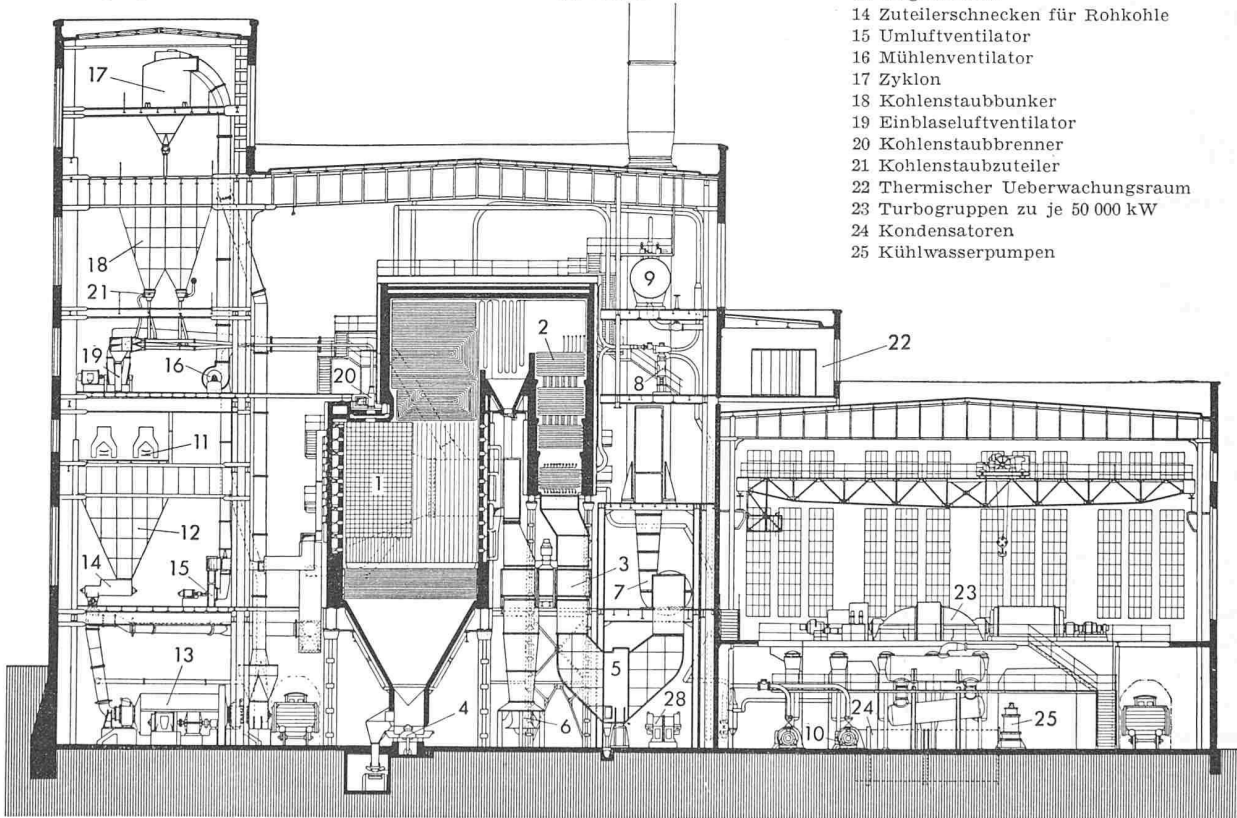 14 Zuteilerschnecken für Rohkohle
15 Umluftventilator
16 Mühlenventilator
17 Zyklon
18 Kohlenstaubbunker
19 Einblaseluftventilator
20 Kohlenstaubbrenner
21 Kohlenstaubzuteiler
22 Thermischer Ueberwachungsraum
23 Turbogruppen zu je 50 000 kW
24 Kondensatoren
25 Kühlwasserpumpen
17
18
21
9
2
22
19
16
20
8
11
1
12
14
15
3
7
23
13
5
28
4
6
10
24
25